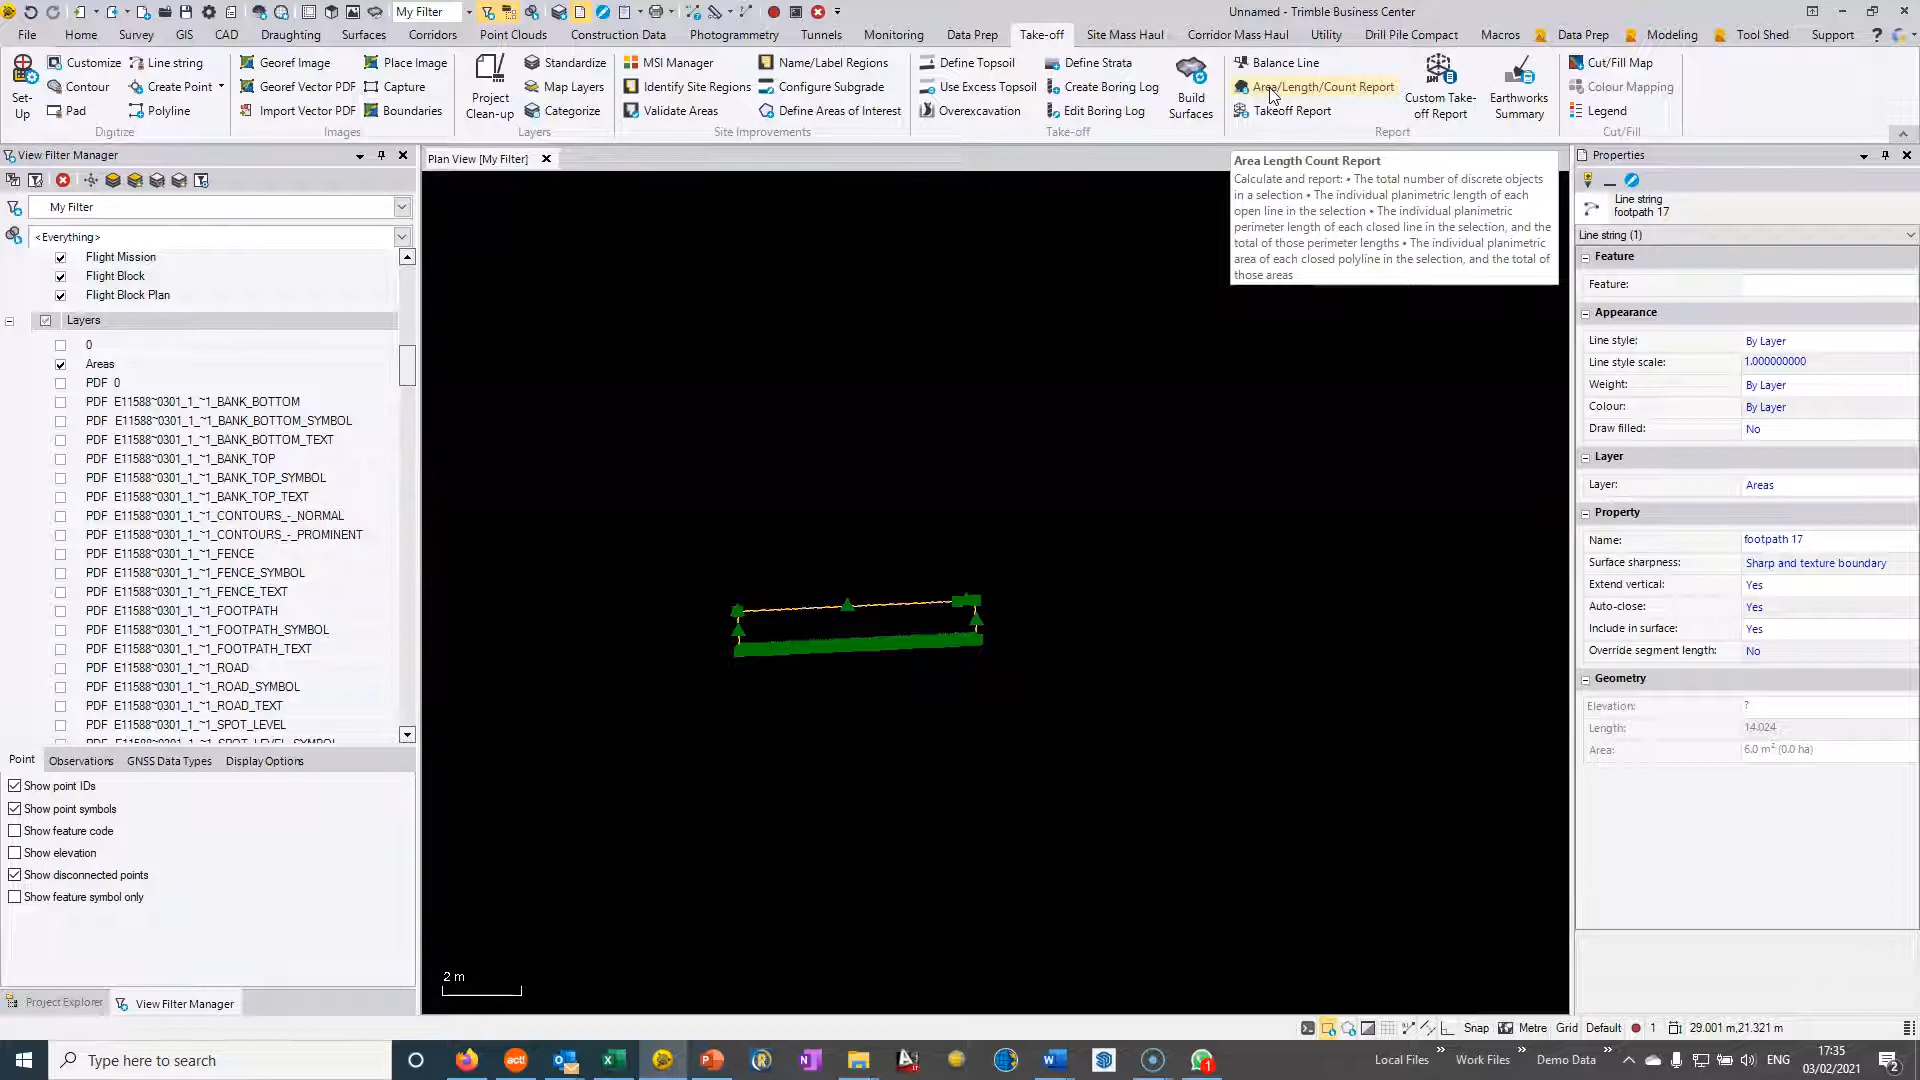 My Filter
Unnamed - Trimble Business Center
File Home Survey GIS CAD Draughting Surfaces Corridors Point Clouds Construction Data Photogrammetry Tunnels Monitoring Data Prep Take-off Site Mass Haul Corridor Mass Haul Utility Drill Pile Compact Macros Data Prep Modeling Tool Shed Support
Set-Up
Customize Line string
Contour Create Point
Pad Polyline
Digitize
Georef Image Place Image
Georef Vector PDF Capture
Import Vector PDF Boundaries
Images
Project Clean-up
Standardize
Map Layers
Categorize
Layers
MSI Manager Name/Label Regions
Identify Site Regions Configure Subgrade
Validate Areas Define Areas of Interest
Site Improvements
Define Topsoil Define Strata
Use Excess Topsoil Create Boring Log
Overexcavation Edit Boring Log
Build Surfaces
Take-off
Balance Line
Area/Length/Count Report
Takeoff Report
Custom Take-off Report
Earthworks Summary
Report
Cut/Fill Map
Colour Mapping
Legend
Cut/Fill
View Filter Manager
My Filter
<Everything>
Flight Mission
Flight Block
Flight Block Plan
Layers
0
Areas
PDF 0
PDF E11588~0301_1_~1_BANK_BOTTOM
PDF E11588~0301_1_~1_BANK_BOTTOM_SYMBOL
PDF E11588~0301_1_~1_BANK_BOTTOM_TEXT
PDF E11588~0301_1_~1_BANK_TOP
PDF E11588~0301_1_~1_BANK_TOP_SYMBOL
PDF E11588~0301_1_~1_BANK_TOP_TEXT
PDF E11588~0301_1_~1_CONTOURS_-_NORMAL
PDF E11588~0301_1_~1_CONTOURS_-_PROMINENT
PDF E11588~0301_1_~1_FENCE
PDF E11588~0301_1_~1_FENCE_SYMBOL
PDF E11588~0301_1_~1_FENCE_TEXT
PDF E11588~0301_1_~1_FOOTPATH
PDF E11588~0301_1_~1_FOOTPATH_SYMBOL
PDF E11588~0301_1_~1_FOOTPATH_TEXT
PDF E11588~0301_1_~1_ROAD
PDF E11588~0301_1_~1_ROAD_SYMBOL
PDF E11588~0301_1_~1_ROAD_TEXT
PDF E11588~0301_1_~1_SPOT_LEVEL
PDF E11588~0301_1_~1_SPOT_LEVEL_SYMBOL
Point Observations GNSS Data Types Display Options
Show point IDs
Show point symbols
Show feature code
Show elevation
Show disconnected points
Show feature symbol only
Project Explorer View Filter Manager
Plan View [My Filter]
Area Length Count Report
Calculate and report: • The total number of discrete objects
in a selection • The individual planimetric length of each
open line in the selection • The individual planimetric
perimeter length of each closed line in the selection, and the
total of those perimeter lengths • The individual planimetric
area of each closed polyline in the selection, and the total of
those areas
2 m
Properties
Line string
footpath 17
Line string (1)
Feature
Feature:
Appearance
Line style: By Layer
Line style scale: 1.000000000
Weight: By Layer
Colour: By Layer
Draw filled: No
Layer
Layer: Areas
Property
Name: footpath 17
Surface sharpness: Sharp and texture boundary
Extend vertical: Yes
Auto-close: Yes
Include in surface: Yes
Override segment length: No
Geometry
Elevation: ?
Length: 14.024
Area: 6.0 m² (0.0 ha)
Snap Metre Grid Default 1 29.001 m,21.321 m
Type here to search
act!
Local Files Work Files Demo Data
ENG
17:35
03/02/2021
2